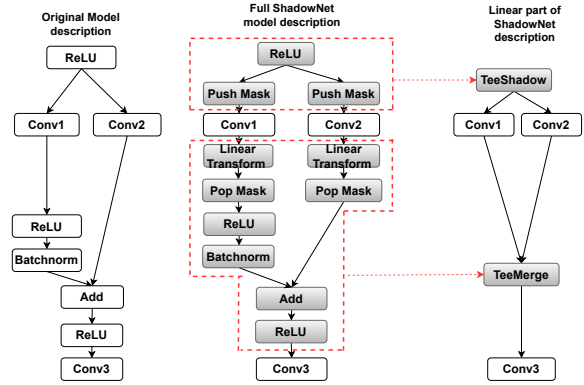 Original Model
description
ReLU
Conv1
Conv2
ReLU
Batchnorm
Add
ReLU
Conv3
Full ShadowNet
model description
ReLU
Push Mask
Push Mask
Conv1
Conv2
Linear
Transform
Linear
Transform
Pop Mask
Pop Mask
ReLU
Batchnorm
Add
ReLU
Conv3
Linear part of
ShadowNet
description
TeeShadow
Conv1
Conv2
TeeMerge
Conv3